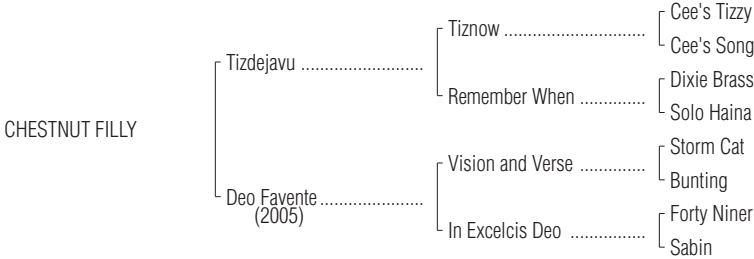 Cee's Tizzy
Tiznow ..............................
Cee's Song
Tizdejavu ..........................
Dixie Brass
Remember When ..............
Solo Haina
CHESTNUT FILLY
Storm Cat
Vision and Verse ..............
Bunting
Deo Favente ......................
(2005)
Forty Niner
In Excelcis Deo ................
Sabin